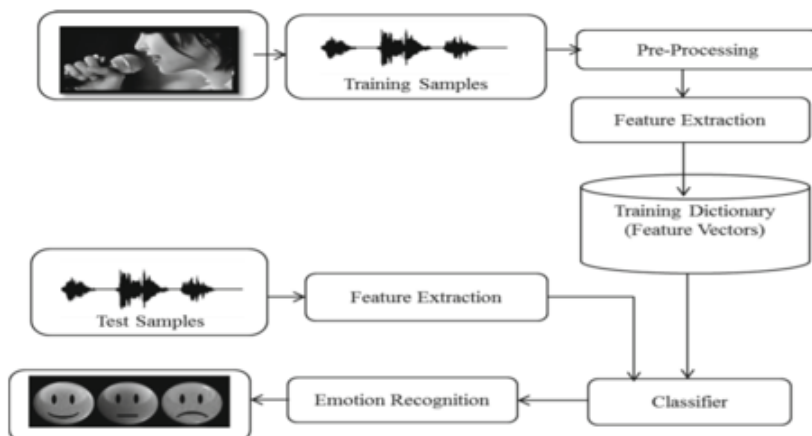 Training Samples
Pre-Processing
Feature Extraction
Training Dictionary
(Feature Vectors)
Test Samples
Feature Extraction
Emotion Recognition
Classifier